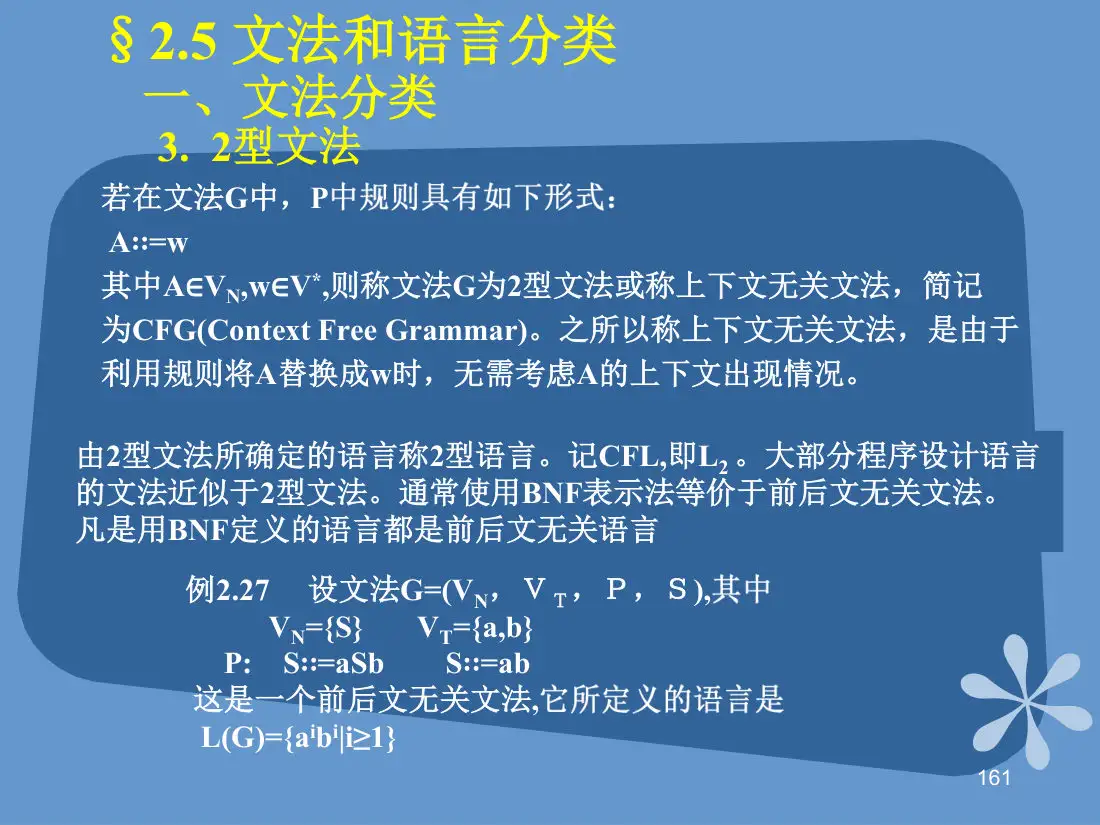 §2.5 文法和语言分类
一、文法分类
3. 2型文法
若在文法G中，P中规则具有如下形式：
A∷=w
其中A∈VN,w∈V*,则称文法G为2型文法或称上下文无关文法，简记
为CFG(Context Free Grammar)。之所以称上下文无关文法，是由于
利用规则将A替换成w时，无需考虑A的上下文出现情况。
由2型文法所确定的语言称2型语言。记CFL,即L2。大部分程序设计语言
的文法近似于2型文法。通常使用BNF表示法等价于前后文无关文法。
凡是用BNF定义的语言都是前后文无关语言
例2.27 设文法G=(VN，ＶT，Ｐ，Ｓ),其中
VN={S} VT={a,b}
P: S∷=aSb S∷=ab
这是一个前后文无关文法,它所定义的语言是
L(G)={aⁱbⁱ|i≥1}
161